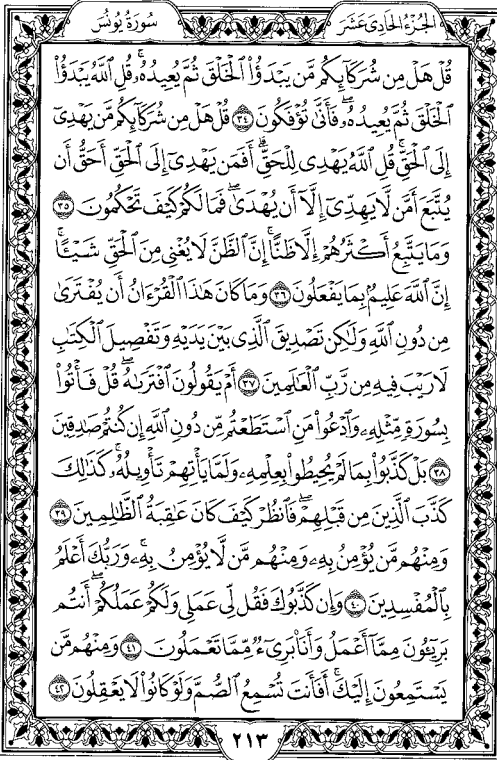 الجزء الحادى عشر
سورة يونس
قُلْ هَلْ مِن شُرَكَآئِكُم مَّن يَبْدَؤُا۟ ٱلْخَلْقَ ثُمَّ يُعِيدُهُۥ ۚ قُلِ ٱللَّهُ يَبْدَؤُا۟
ٱلْخَلْقَ ثُمَّ يُعِيدُهُۥ ۖ فَأَنَّىٰ تُؤْفَكُونَ ٣٤ قُلْ هَلْ مِن شُرَكَآئِكُم مَّن يَهْدِىٓ
إِلَى ٱلْحَقِّ ۚ قُلِ ٱللَّهُ يَهْدِى لِلْحَقِّ ۗ أَفَمَن يَهْدِىٓ إِلَى ٱلْحَقِّ أَحَقُّ أَن
يُتَّبَعَ أَمَّن لَّا يَهِدِّىٓ إِلَّآ أَن يُهْدَىٰ ۖ فَمَا لَكُمْ كَيْفَ تَحْكُمُونَ ٣٥
وَمَا يَتَّبِعُ أَكْثَرُهُمْ إِلَّا ظَنًّا ۚ إِنَّ ٱلظَّنَّ لَا يُغْنِى مِنَ ٱلْحَقِّ شَيْـًٔا ۚ
إِنَّ ٱللَّهَ عَلِيمٌۢ بِمَا يَفْعَلُونَ ٣٦ وَمَا كَانَ هَٰذَا ٱلْقُرْءَانُ أَن يُفْتَرَىٰ
مِن دُونِ ٱللَّهِ وَلَٰكِن تَصْدِيقَ ٱلَّذِى بَيْنَ يَدَيْهِ وَتَفْصِيلَ ٱلْكِتَٰبِ
لَا رَيْبَ فِيهِ مِن رَّبِّ ٱلْعَٰلَمِينَ ٣٧ أَمْ يَقُولُونَ ٱفْتَرَىٰهُ ۖ قُلْ فَأْتُوا۟
بِسُورَةٍ مِّثْلِهِۦ وَٱدْعُوا۟ مَنِ ٱسْتَطَعْتُم مِّن دُونِ ٱللَّهِ إِن كُنتُمْ صَٰدِقِينَ
٣٨ بَلْ كَذَّبُوا۟ بِمَا لَمْ يُحِيطُوا۟ بِعِلْمِهِۦ وَلَمَّا يَأْتِهِمْ تَأْوِيلُهُۥ ۚ كَذَٰلِكَ
كَذَّبَ ٱلَّذِينَ مِن قَبْلِهِمْ ۖ فَٱنظُرْ كَيْفَ كَانَ عَٰقِبَةُ ٱلظَّٰلِمِينَ ٣٩
وَمِنْهُم مَّن يُؤْمِنُ بِهِۦ وَمِنْهُم مَّن لَّا يُؤْمِنُ بِهِۦ ۚ وَرَبُّكَ أَعْلَمُ
بِٱلْمُفْسِدِينَ ٤٠ وَإِن كَذَّبُوكَ فَقُل لِّى عَمَلِى وَلَكُمْ عَمَلُكُمْ ۖ أَنتُم
بَرِيٓـُٔونَ مِمَّآ أَعْمَلُ وَأَنَا۠ بَرِىٓءٌ مِّمَّا تَعْمَلُونَ ٤١ وَمِنْهُم مَّن
يَسْتَمِعُونَ إِلَيْكَ ۚ أَفَأَنتَ تُسْمِعُ ٱلصُّمَّ وَلَوْ كَانُوا۟ لَا يَعْقِلُونَ ٤٢
٢١٣